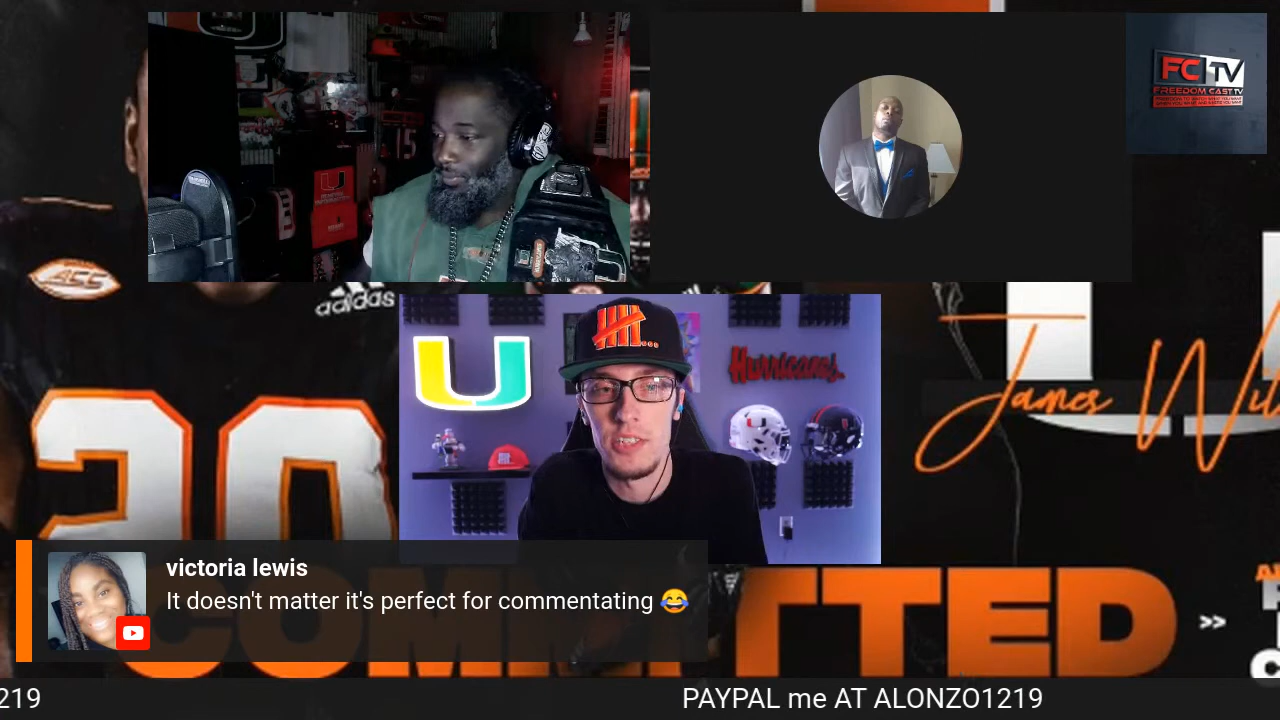 FC TV
FREEDOM CAST TV
U
U
ACC
adidas
U
Hurricanes
James Wil
20
victoria lewis
It doesn't matter it's perfect for commentating 😂
COMMITTED
>>
219
PAYPAL me AT ALONZO1219